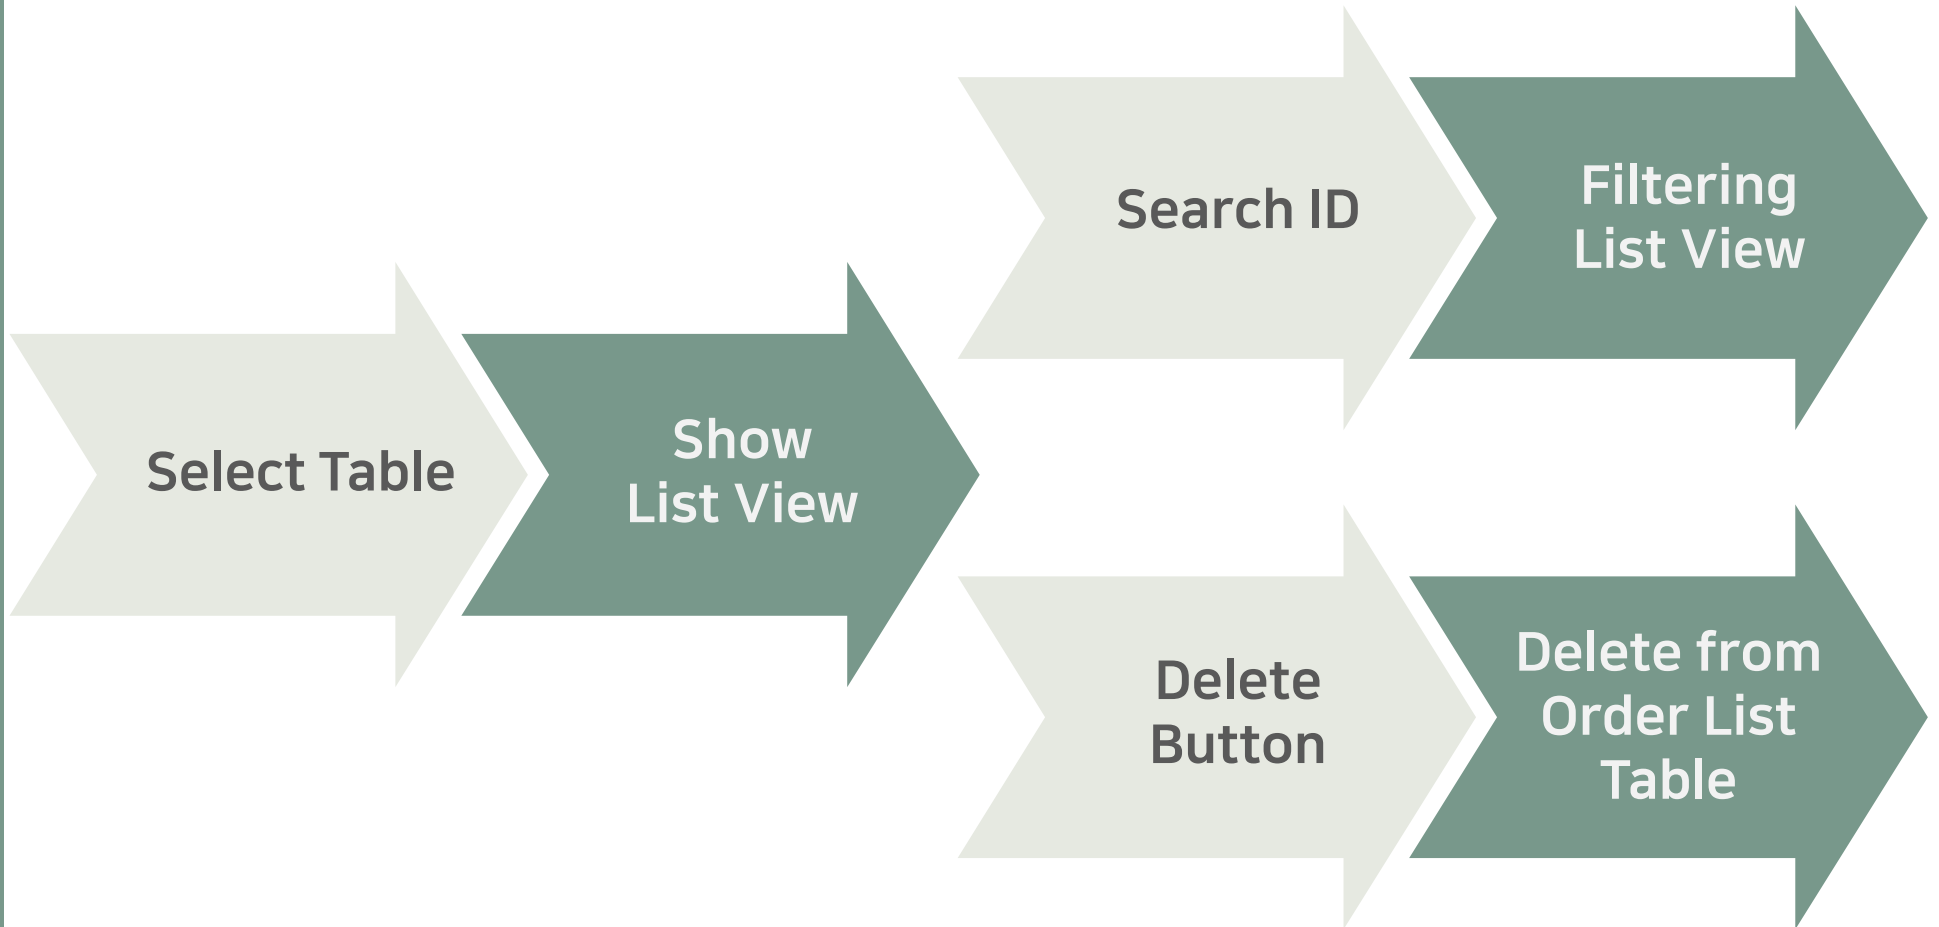 Select Table
Show
List View
Search ID
Filtering
List View
Delete
Button
Delete from
Order List
Table